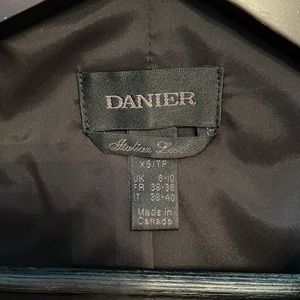 DANIER
Italian Leather
XS/TP
UK 8-10
FR 36-38
IT 38-40
Made in
Canada